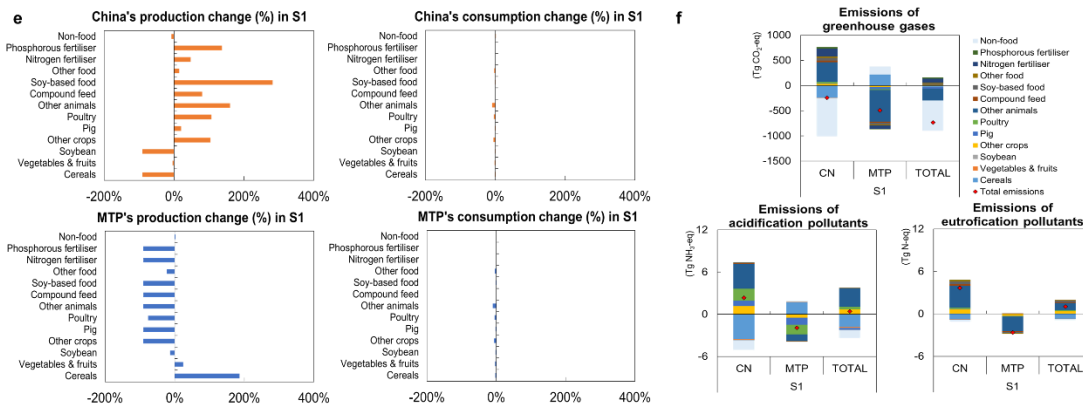 e
China's production change (%) in S1
Non-food
Phosphorous fertiliser
Nitrogen fertiliser
Other food
Soy-based food
Compound feed
Other animals
Poultry
Pig
Other crops
Soybean
Vegetables & fruits
Cereals
-200% 0% 200% 400%
China's consumption change (%) in S1
Non-food
Phosphorous fertiliser
Nitrogen fertiliser
Other food
Soy-based food
Compound feed
Other animals
Poultry
Pig
Other crops
Soybean
Vegetables & fruits
Cereals
-200% 0% 200% 400%
MTP's production change (%) in S1
Non-food
Phosphorous fertiliser
Nitrogen fertiliser
Other food
Soy-based food
Compound feed
Other animals
Poultry
Pig
Other crops
Soybean
Vegetables & fruits
Cereals
-200% 0% 200% 400%
MTP's consumption change (%) in S1
Non-food
Phosphorous fertiliser
Nitrogen fertiliser
Other food
Soy-based food
Compound feed
Other animals
Poultry
Pig
Other crops
Soybean
Vegetables & fruits
Cereals
-200% 0% 200% 400%
f
Emissions of
greenhouse gases
(Tg CO₂-eq)
1000
500
0
-500
-1000
-1500
CN MTP TOTAL
S1
Non-food
Phosphorous fertiliser
Nitrogen fertiliser
Other food
Soy-based food
Compound feed
Other animals
Poultry
Pig
Other crops
Soybean
Vegetables & fruits
Cereals
Total emissions
Emissions of
acidification pollutants
(Tg NH₃-eq)
12
6
0
-6
CN MTP TOTAL
S1
Emissions of
eutrofication pollutants
(Tg N-eq)
12
6
0
-6
CN MTP TOTAL
S1